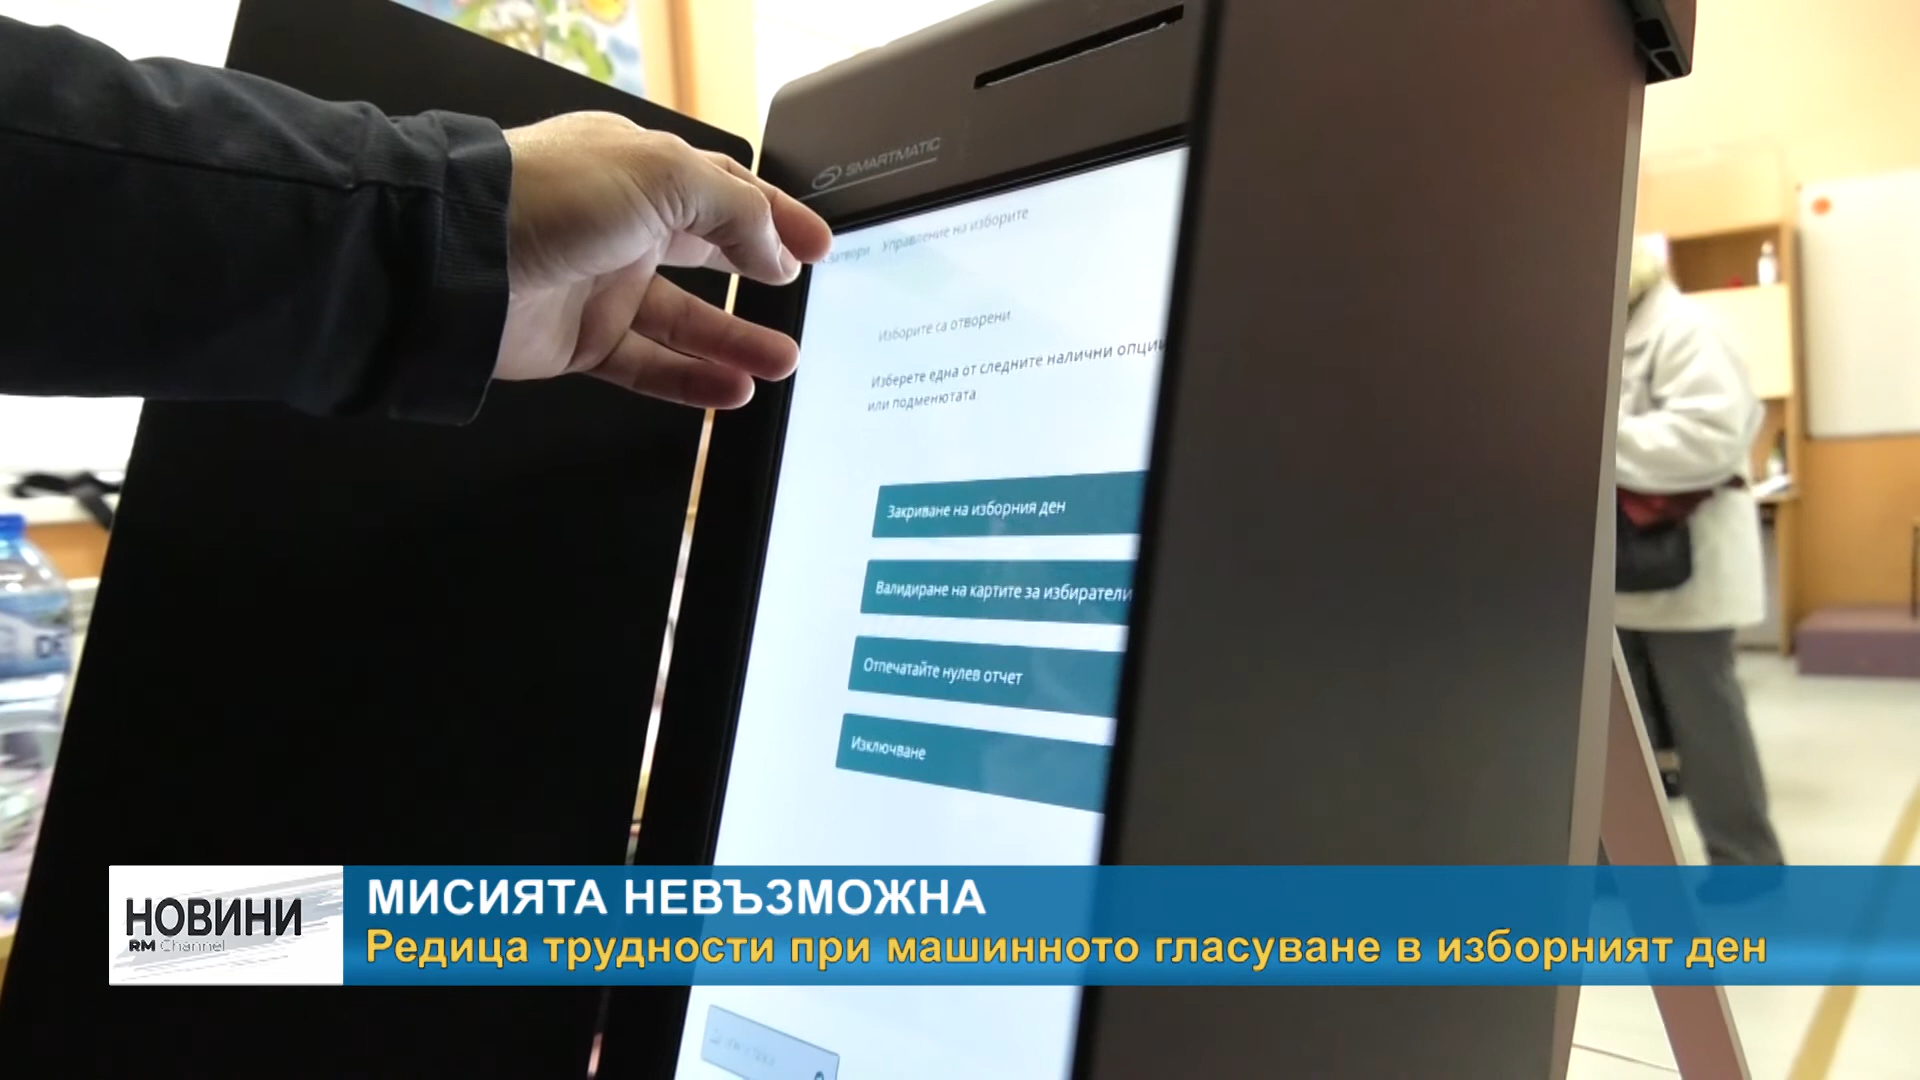 SMARTMATIC
Затвори Управление на изборите
Изборите са отворени
Изберете една от следните налични опции
или подменютата
Закриване на изборния ден
Валидиране на картите за избиратели
Отпечатайте нулев отчет
Изключване
НОВИНИ
RM Channel
МИСИЯТА НЕВЪЗМОЖНА
Редица трудности при машинното гласуване в изборният ден